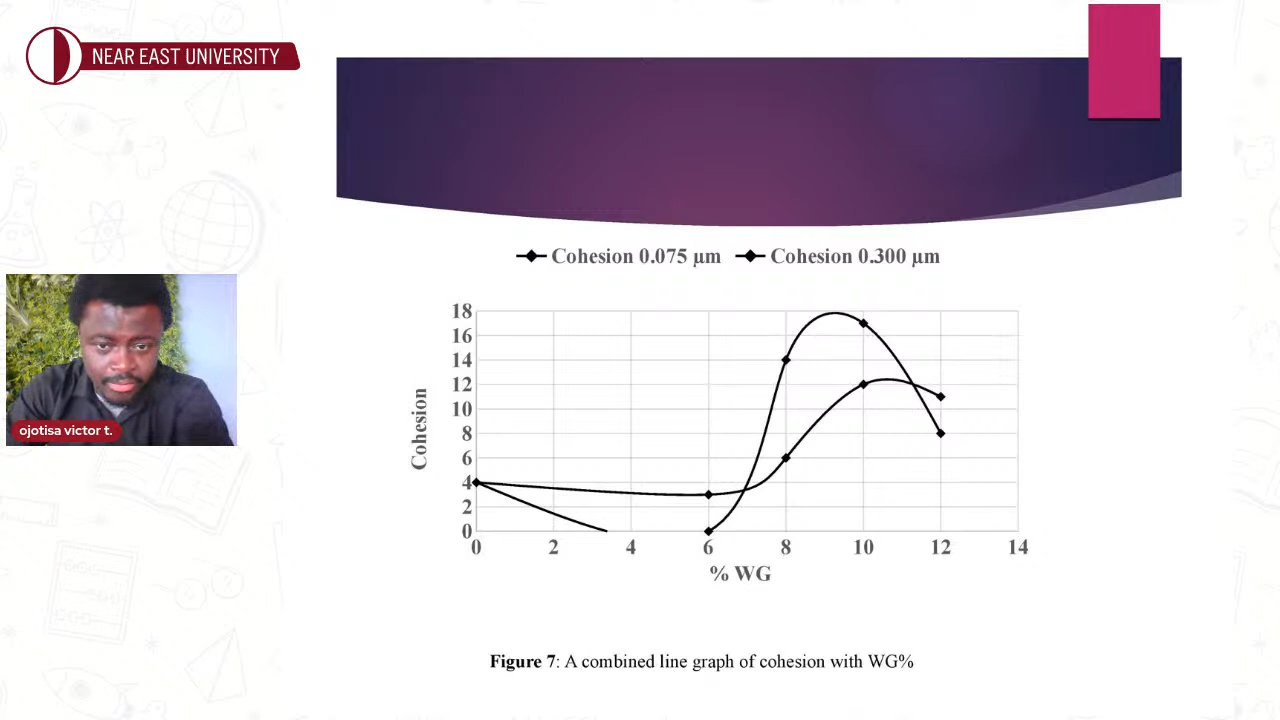 NEAR EAST UNIVERSITY
Cohesion 0.075 µm Cohesion 0.300 µm
18
16
14
12
10
8
6
4
2
0
Cohesion
0 2 4 6 8 10 12 14
% WG
ojotisa victor t.
Figure 7: A combined line graph of cohesion with WG%